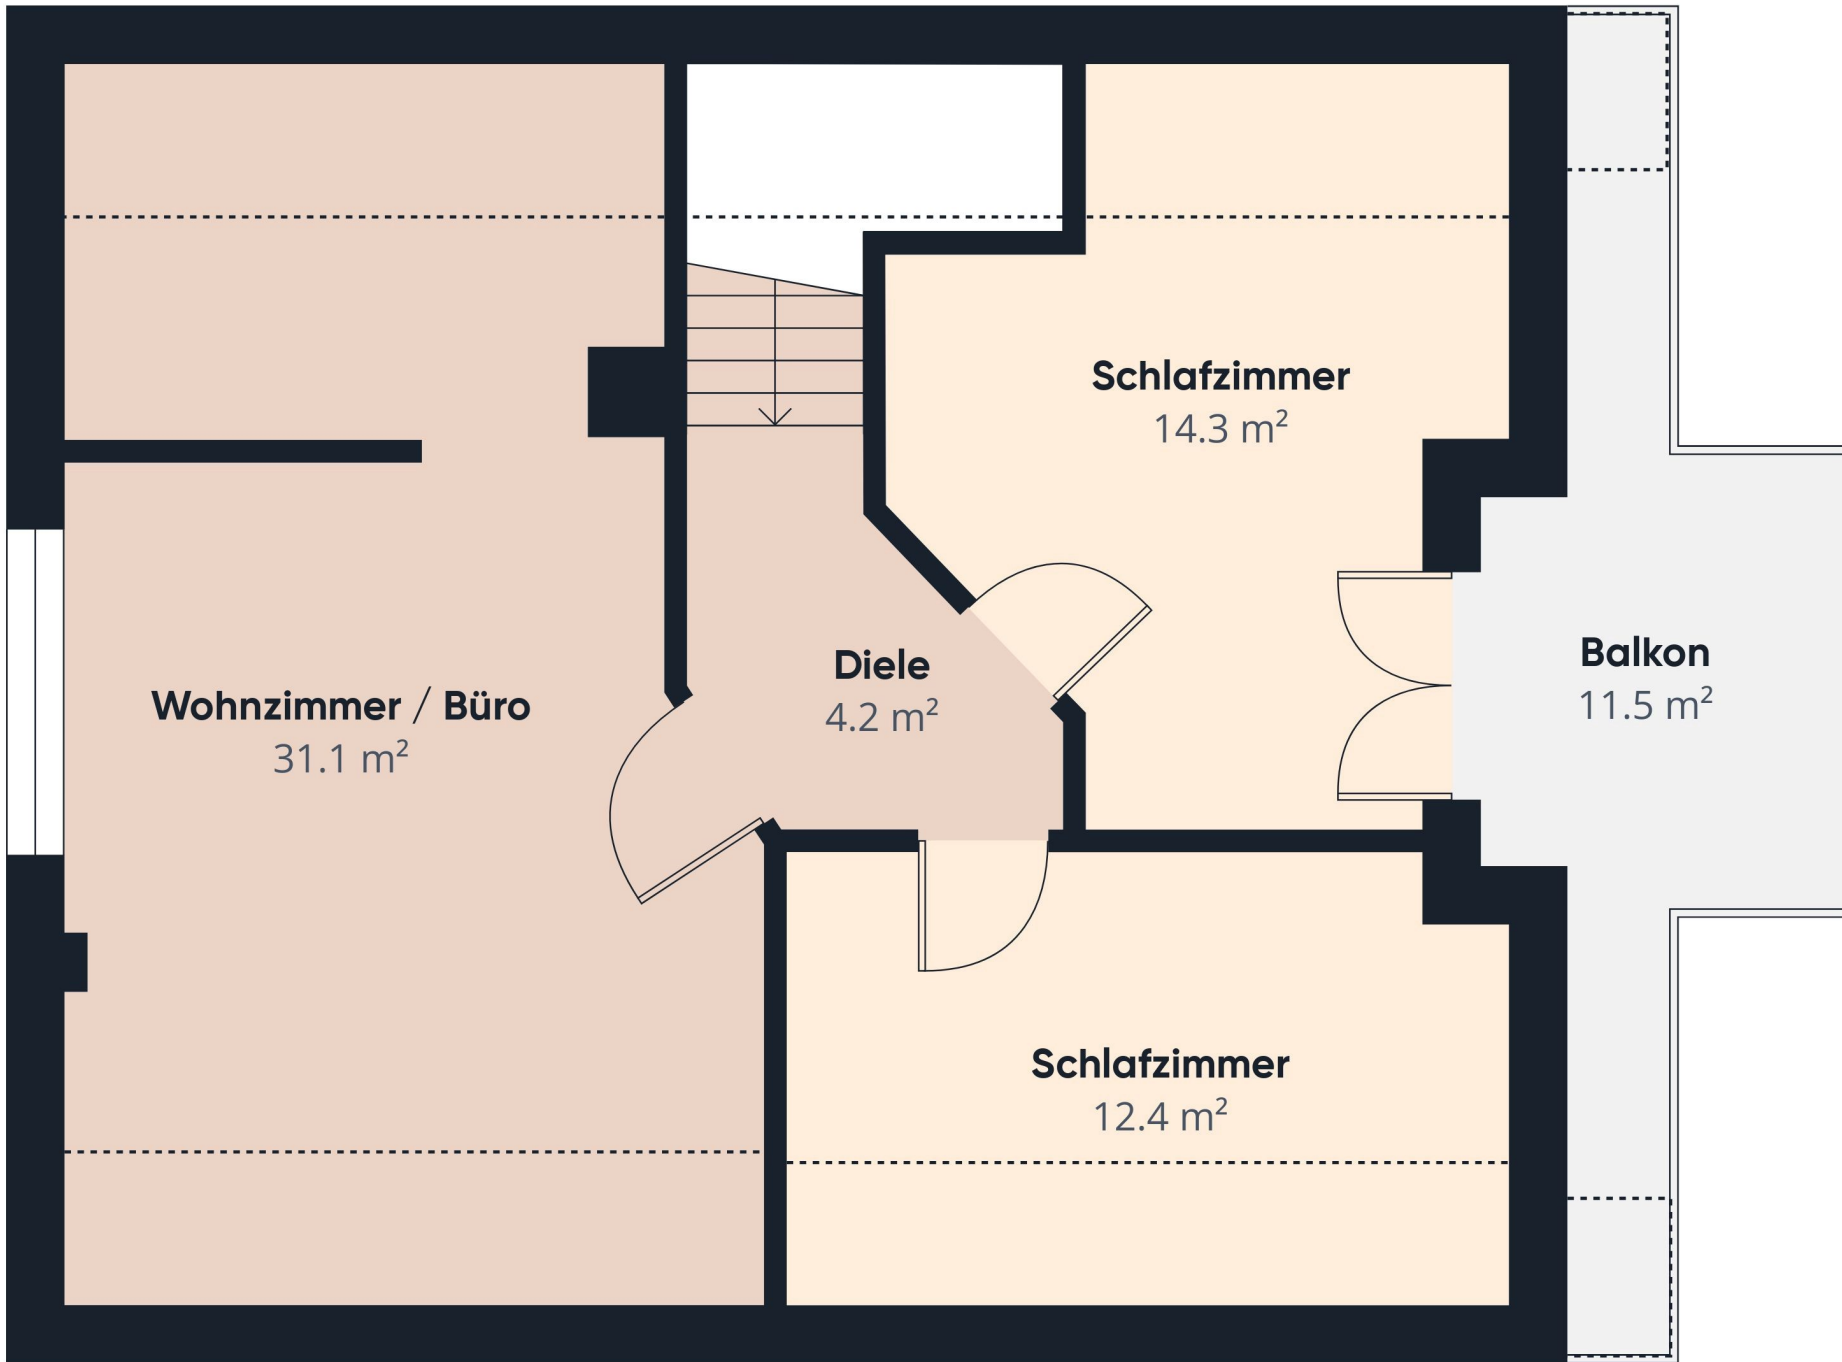 Schlafzimmer
14.3 m²
Diele
4.2 m²
Balkon
11.5 m²
Wohnzimmer / Büro
31.1 m²
Schlafzimmer
12.4 m²